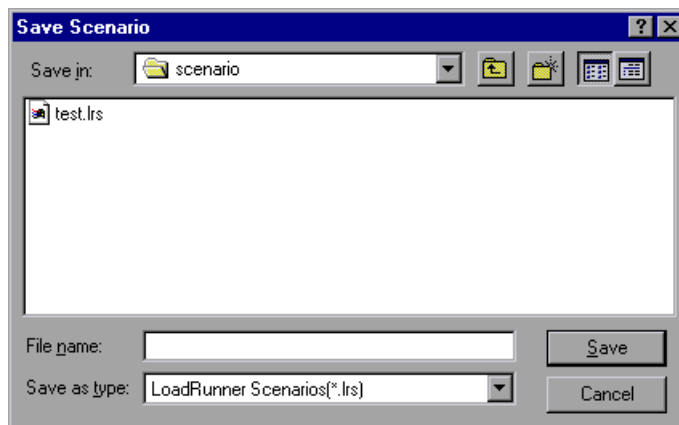 Save Scenario
Save in: scenario
test.lrs
File name: Save
Save as type: LoadRunner Scenarios(*.lrs) Cancel